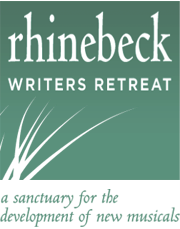 rhinebeck
WRITERS RETREAT
a sanctuary for the
development of new musicals